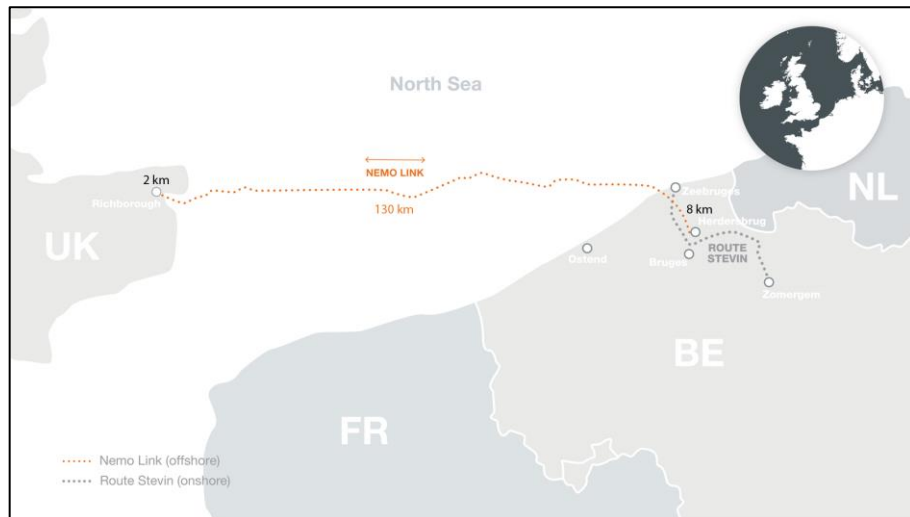 North Sea
NEMO LINK
130 km
2 km
Richborough
UK
Zeebruges
8 km
Herdersbrug
NL
ROUTE
STEVIN
Ostend
Bruges
Zomergem
BE
FR
Nemo Link (offshore)
Route Stevin (onshore)